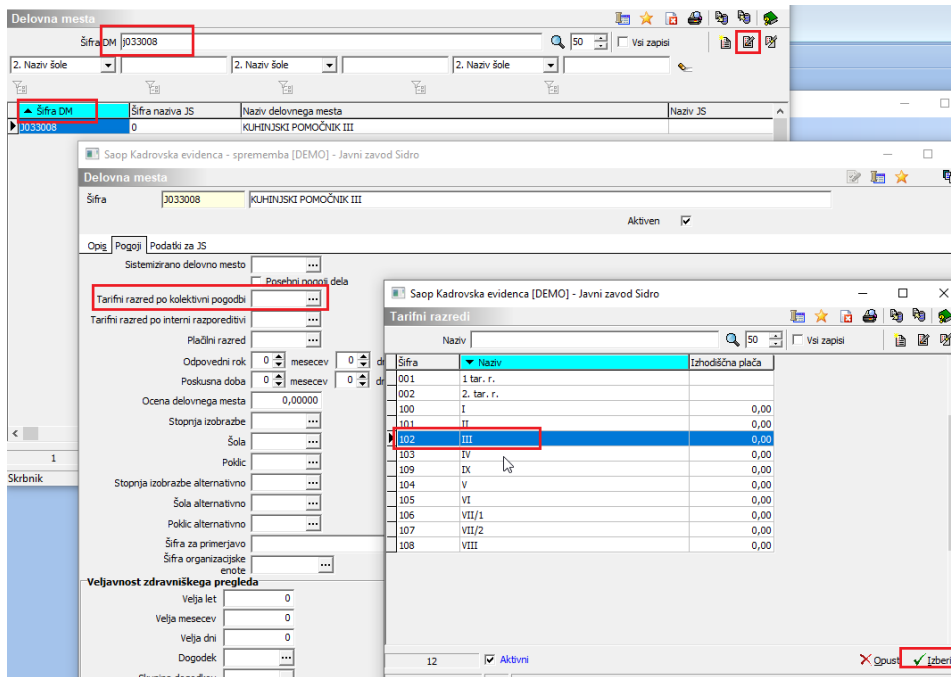 Delovna mesta
Šifra DM j033008 50 Vsi zapisi
2. Naziv šole 2. Naziv šole 2. Naziv šole
Šifra DM Šifra naziva JS Naziv delovnega mesta Naziv JS
J033008 0 KUHINJSKI POMOČNIK III
Saop Kadrovska evidenca - sprememba [DEMO] - Javni zavod Sidro
Delovna mesta
Šifra J033008 KUHINJSKI POMOČNIK III
Aktiven
Opis Pogoji Podatki za JS
Sistemizirano delovno mesto ...
Posebni pogoji dela
Tarifni razred po kolektivni pogodbi ...
Tarifni razred po interni razporeditivi ...
Plačilni razred ...
Odpovedni rok 0 mesecev 0
Poskusna doba 0 mesecev 0
Ocena delovnega mesta 0,00000
Stopnja izobrazbe ...
Šola ...
Poklic ...
Stopnja izobrazbe alternativno ...
Šola alternativno ...
Poklic alternativno ...
Šifra za primerjavo
Šifra organizacijske
enote ...
Veljavnost zdravniškega pregleda
Velja let 0
Velja mesecev 0
Velja dni 0
Dogodek ...
1
Skrbnik
Saop Kadrovska evidenca [DEMO] - Javni zavod Sidro
Tarifni razredi
Naziv 50 Vsi zapisi
Šifra Naziv Izhodiščna plača
001 1 tar. r.
002 2. tar. r.
100 I 0,00
101 II 0,00
102 III 0,00
103 IV 0,00
109 IX 0,00
104 V 0,00
105 VI 0,00
106 VII/1 0,00
107 VII/2 0,00
108 VIII 0,00
12 Aktivni Opusti Izberi